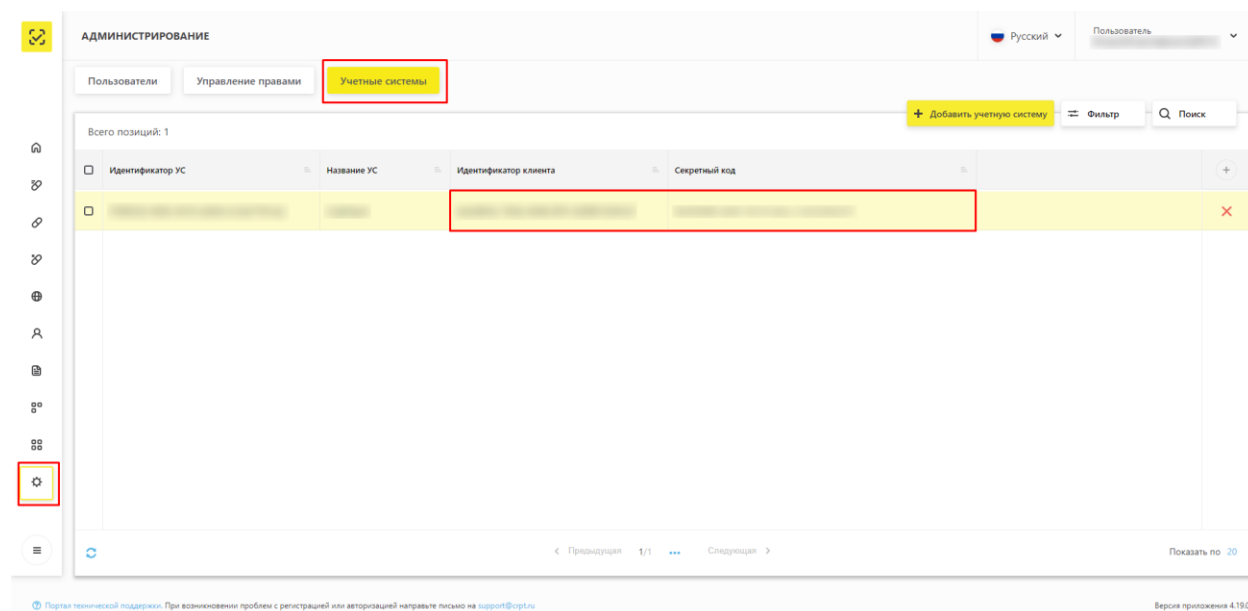 АДМИНИСТРИРОВАНИЕ
Русский
Пользователь
Пользователи
Управление правами
Учетные системы
Всего позиций: 1
+ Добавить учетную систему
Фильтр
Поиск
Идентификатор УС
Название УС
Идентификатор клиента
Секретный код
Предыдущая 1/1 ... Следующая
Показать по 20
Портал технической поддержки. При возникновении проблем с регистрацией или авторизацией направьте письмо на support@crpt.ru
Версия приложения 4.19.0